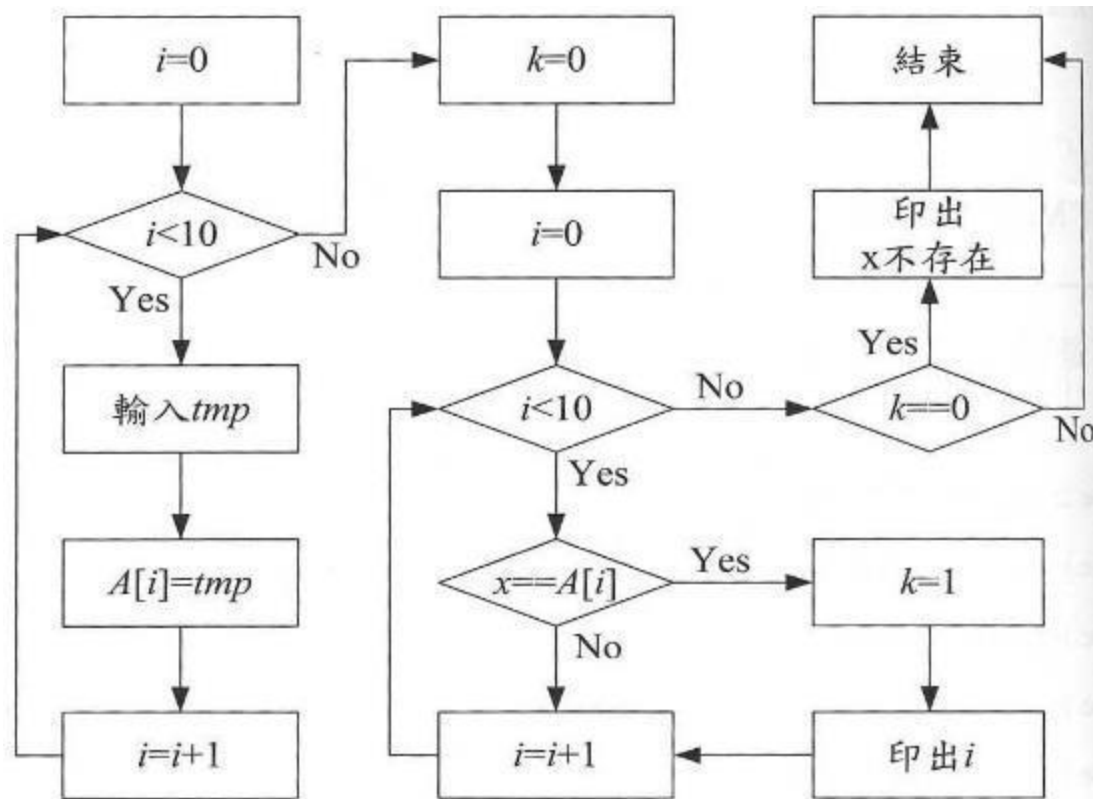 i=0
i<10
No
Yes
輸入tmp
A[i]=tmp
i=i+1
k=0
i=0
i<10
No
Yes
x==A[i]
Yes
No
i=i+1
結束
印出
x不存在
Yes
k==0
No
k=1
印出i